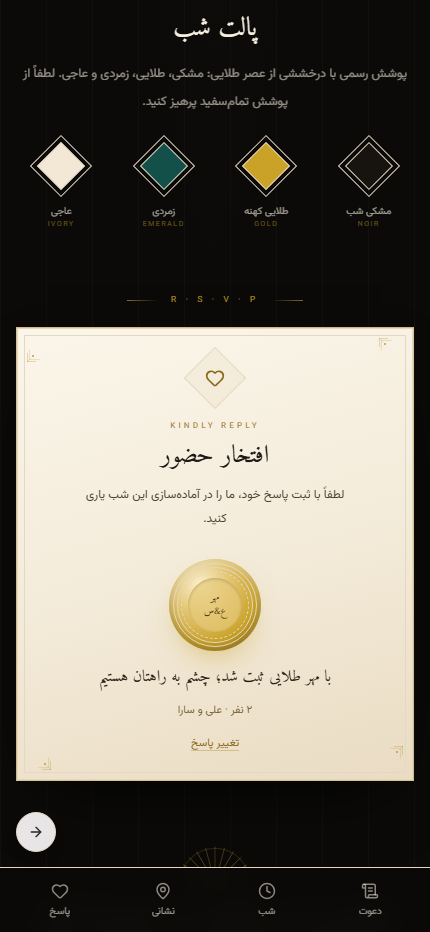 پالت شب
پوشش رسمی با درخششی از عصر طلایی: مشکی، طلایی، زمردی و عاجی. لطفاً از
پوشش تمام‌سفید پرهیز کنید.
مشکی شب
NOIR
طلایی کهنه
GOLD
زمردی
EMERALD
عاجی
IVORY
R · S · V · P
KINDLY REPLY
افتخار حضور
لطفاً با ثبت پاسخ خود، ما را در آماده‌سازی این شب یاری
کنید.
مهر
ع&س
با مهر طلایی ثبت شد؛ چشم به راهتان هستیم
۲ نفر · علی و سارا
تغییر پاسخ
دعوت
شب
نشانی
پاسخ